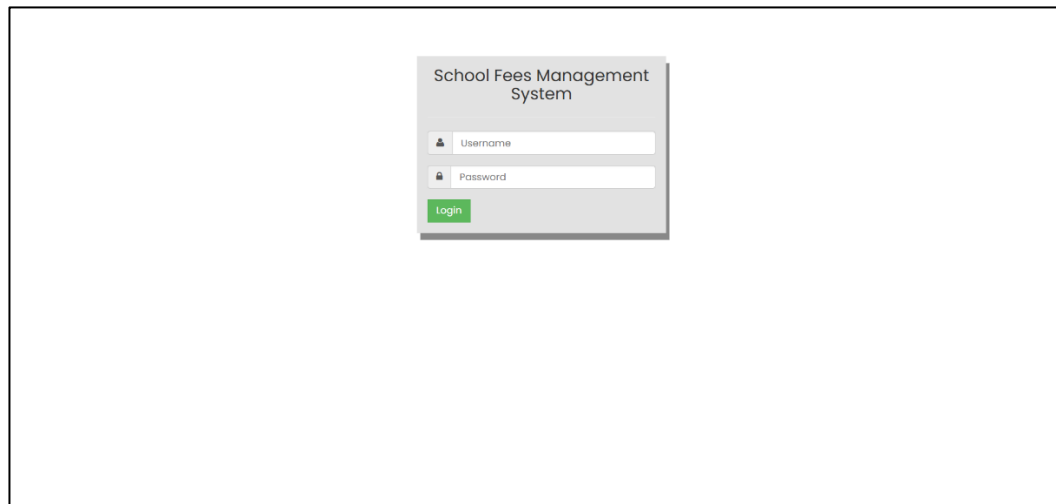 School Fees Management
System
Username
Password
Login